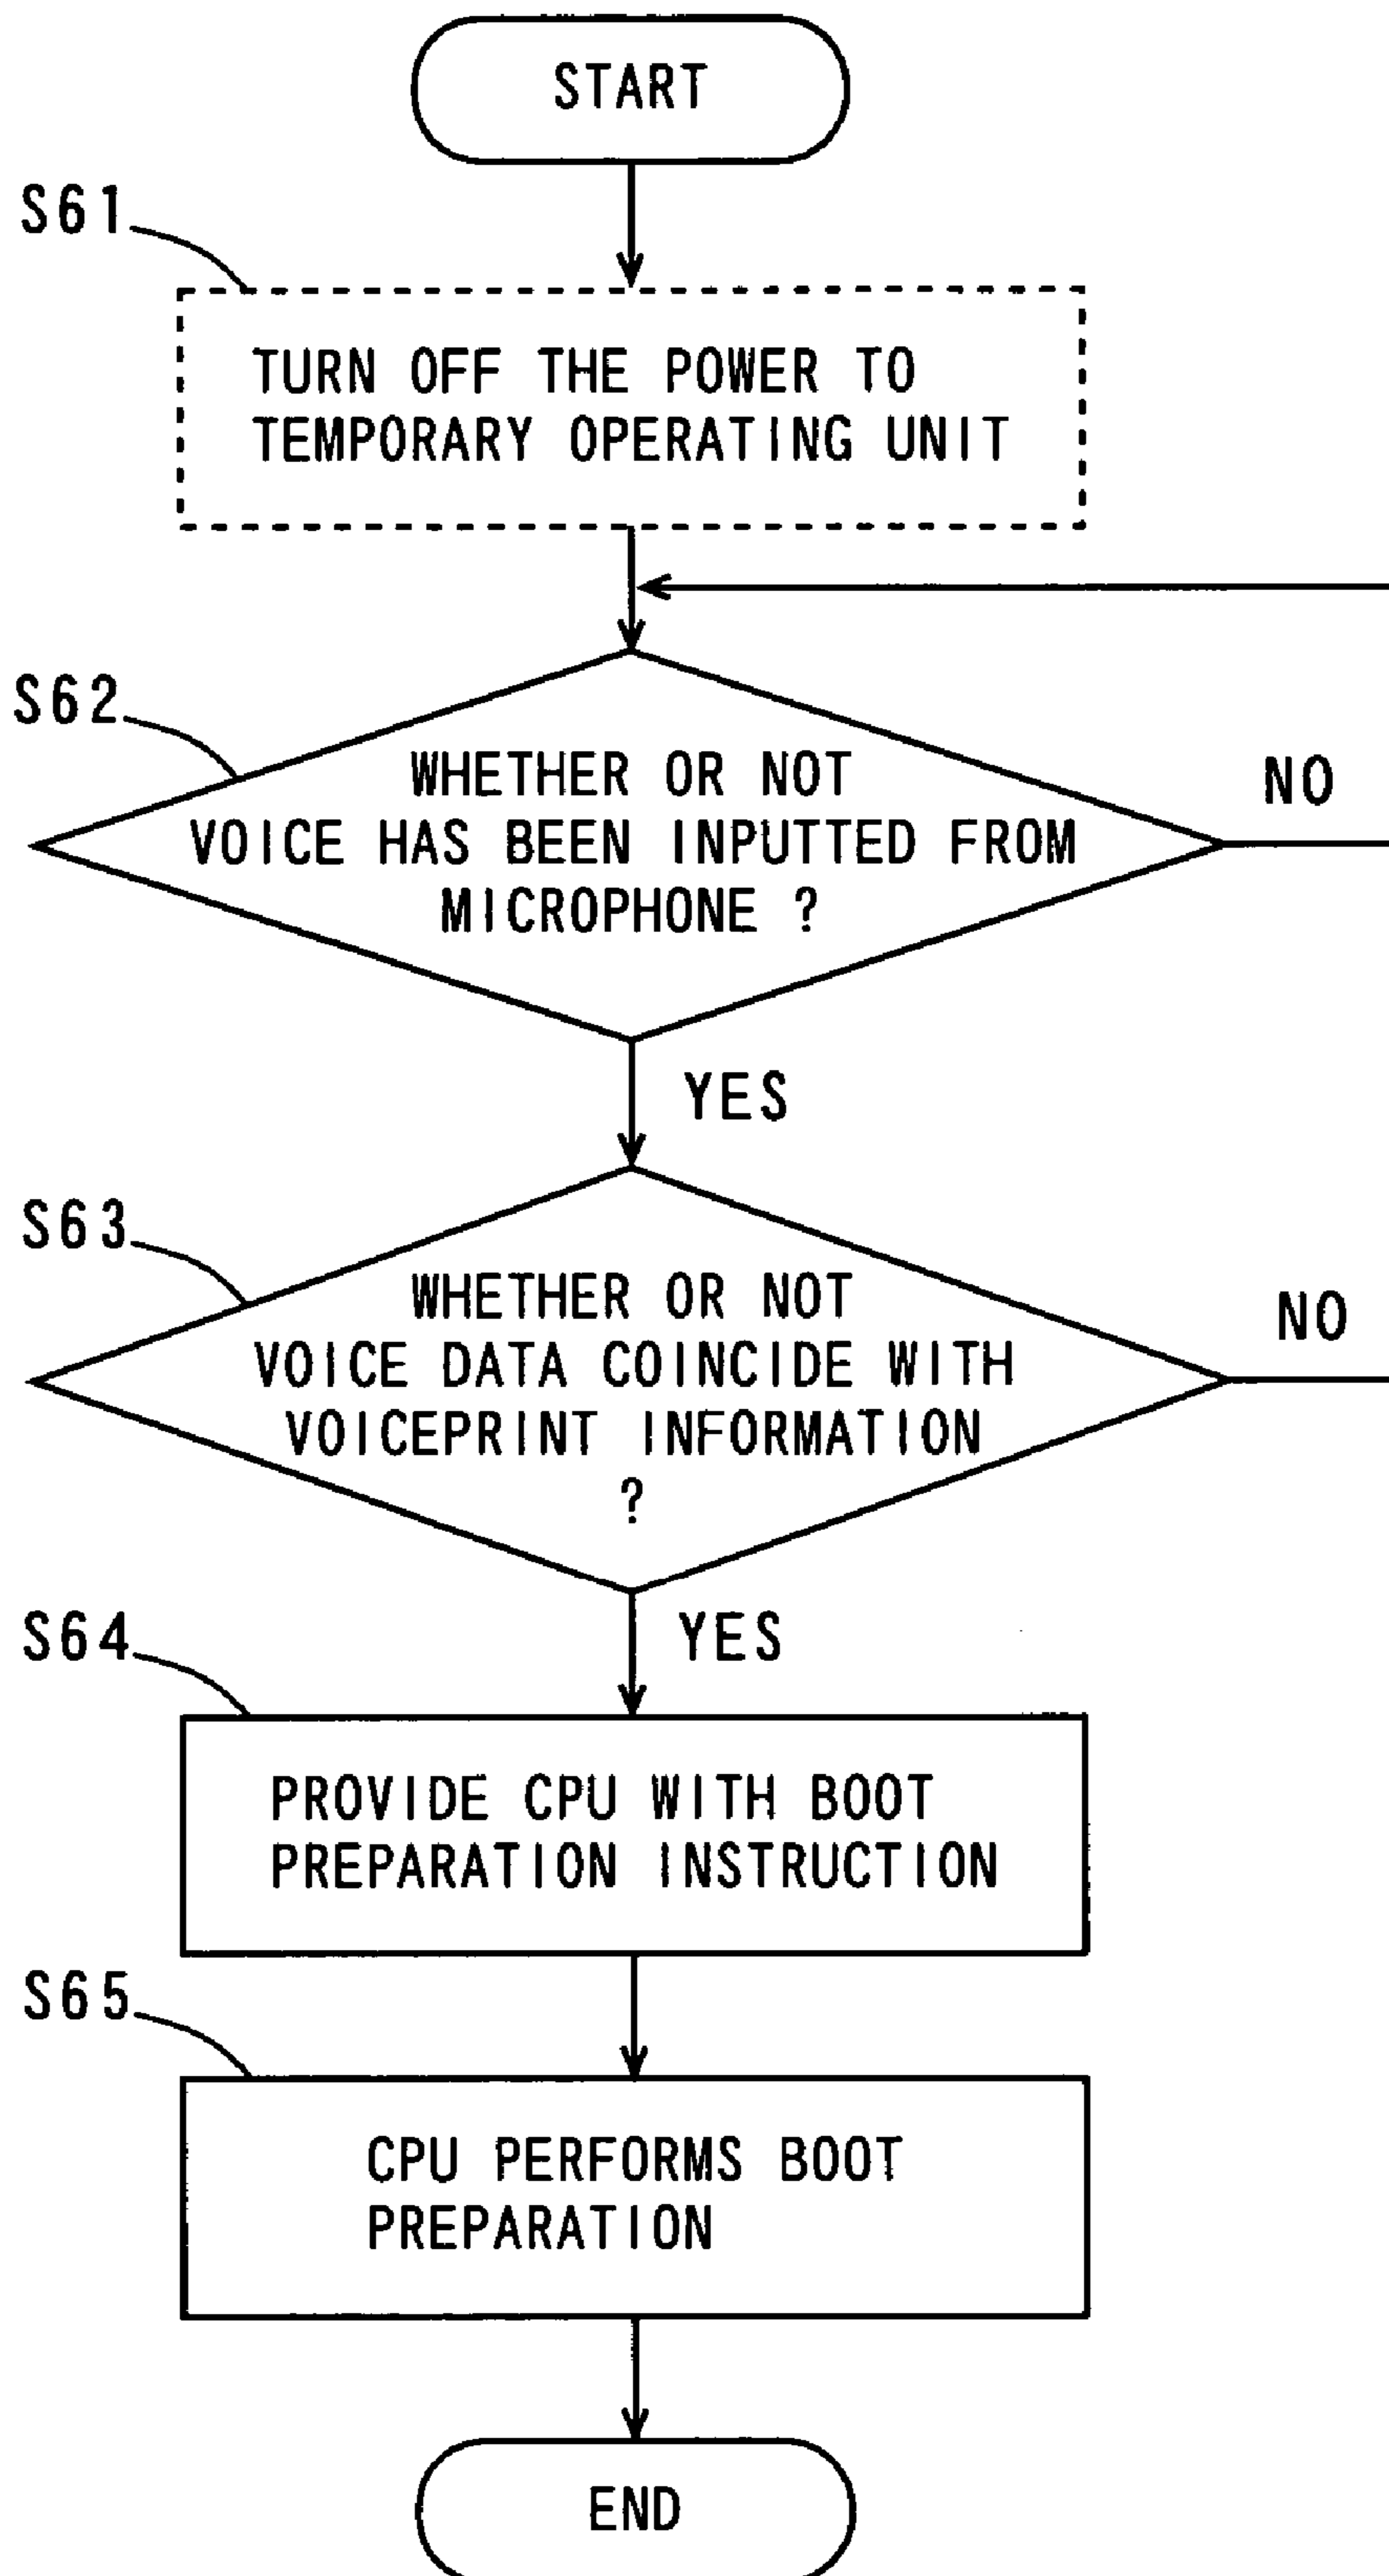 START
S61
TURN OFF THE POWER TO
TEMPORARY OPERATING UNIT
S62
WHETHER OR NOT
VOICE HAS BEEN INPUTTED FROM
MICROPHONE ?
NO
YES
S63
WHETHER OR NOT
VOICE DATA COINCIDE WITH
VOICEPRINT INFORMATION
?
NO
YES
S64
PROVIDE CPU WITH BOOT
PREPARATION INSTRUCTION
S65
CPU PERFORMS BOOT
PREPARATION
END